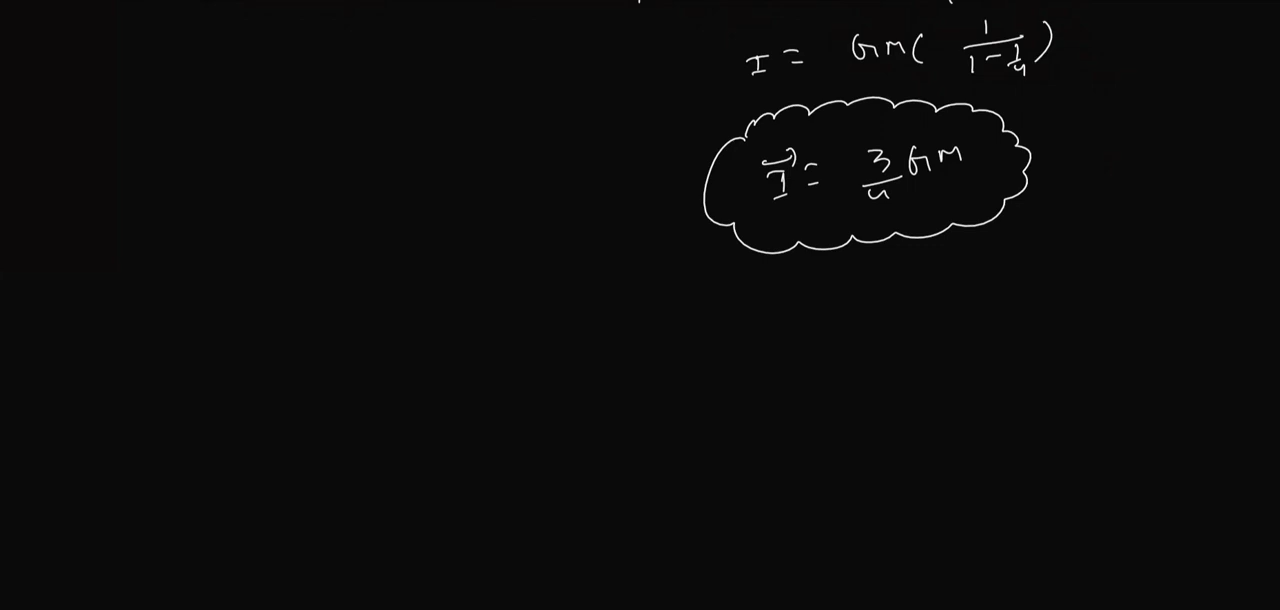 I = GM( 1/(1-1/4) )
I⃗ = 3/4 GM